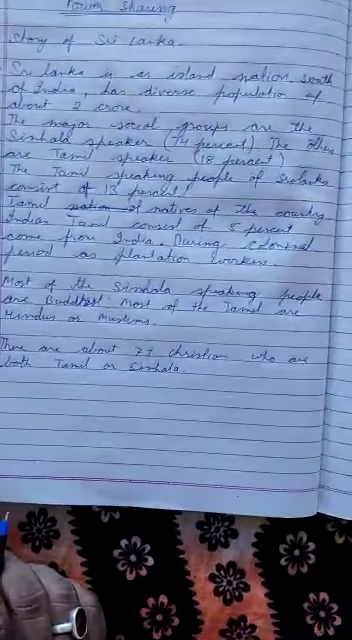 Power Sharing
Story of Sri Lanka.
Sri Lanka is as island nation south
of India, has diverse population of
about 2 crore.
The major social groups are the
Sinhala speaker (74 percent) The others
are Tamil speaker (18 percent)
The Tamil speaking people of Srilanka
consist of 13 percent
Tamil of natives of the country
Indian Tamil consist of 5 percent
come from India. During colonial
period as plantation workers.
Most of the Sinhala speaking people
are Buddhist Most of the Tamil are
Hindus or Muslims.
There are about 7% christian who are
both Tamil or Sinhala.